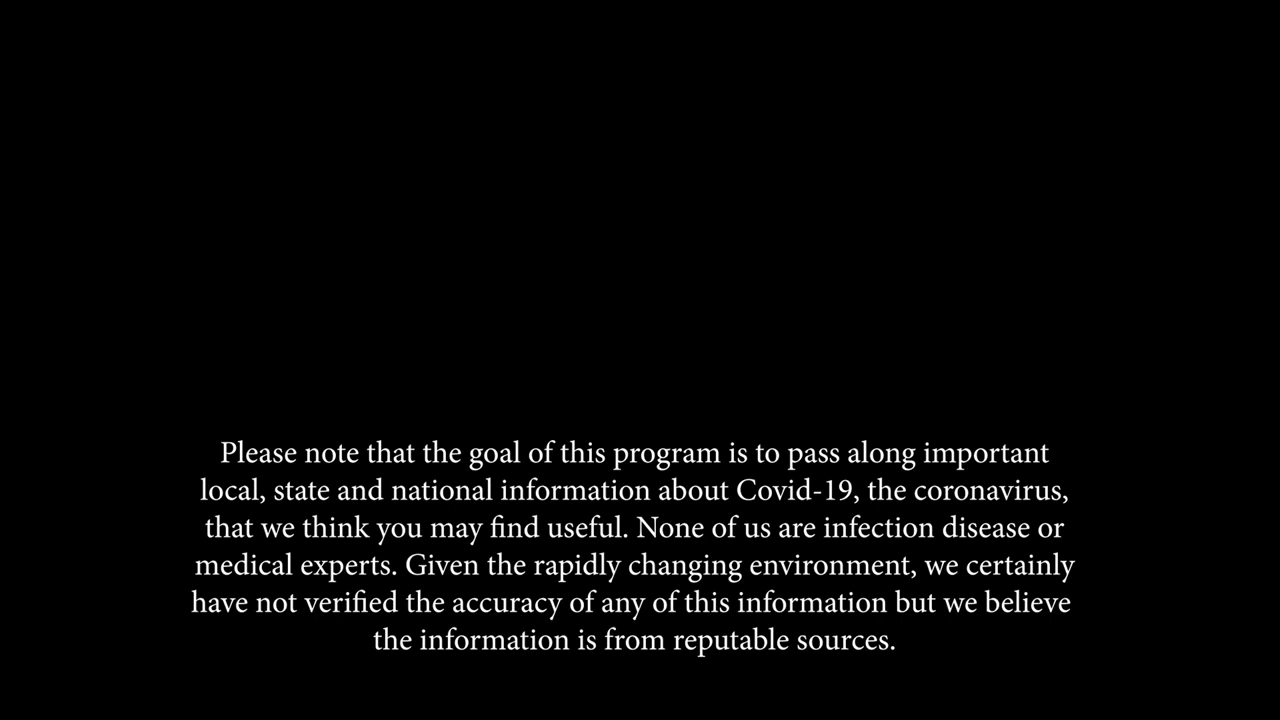 Please note that the goal of this program is to pass along important
local, state and national information about Covid-19, the coronavirus,
that we think you may find useful. None of us are infection disease or
medical experts. Given the rapidly changing environment, we certainly
have not verified the accuracy of any of this information but we believe
the information is from reputable sources.